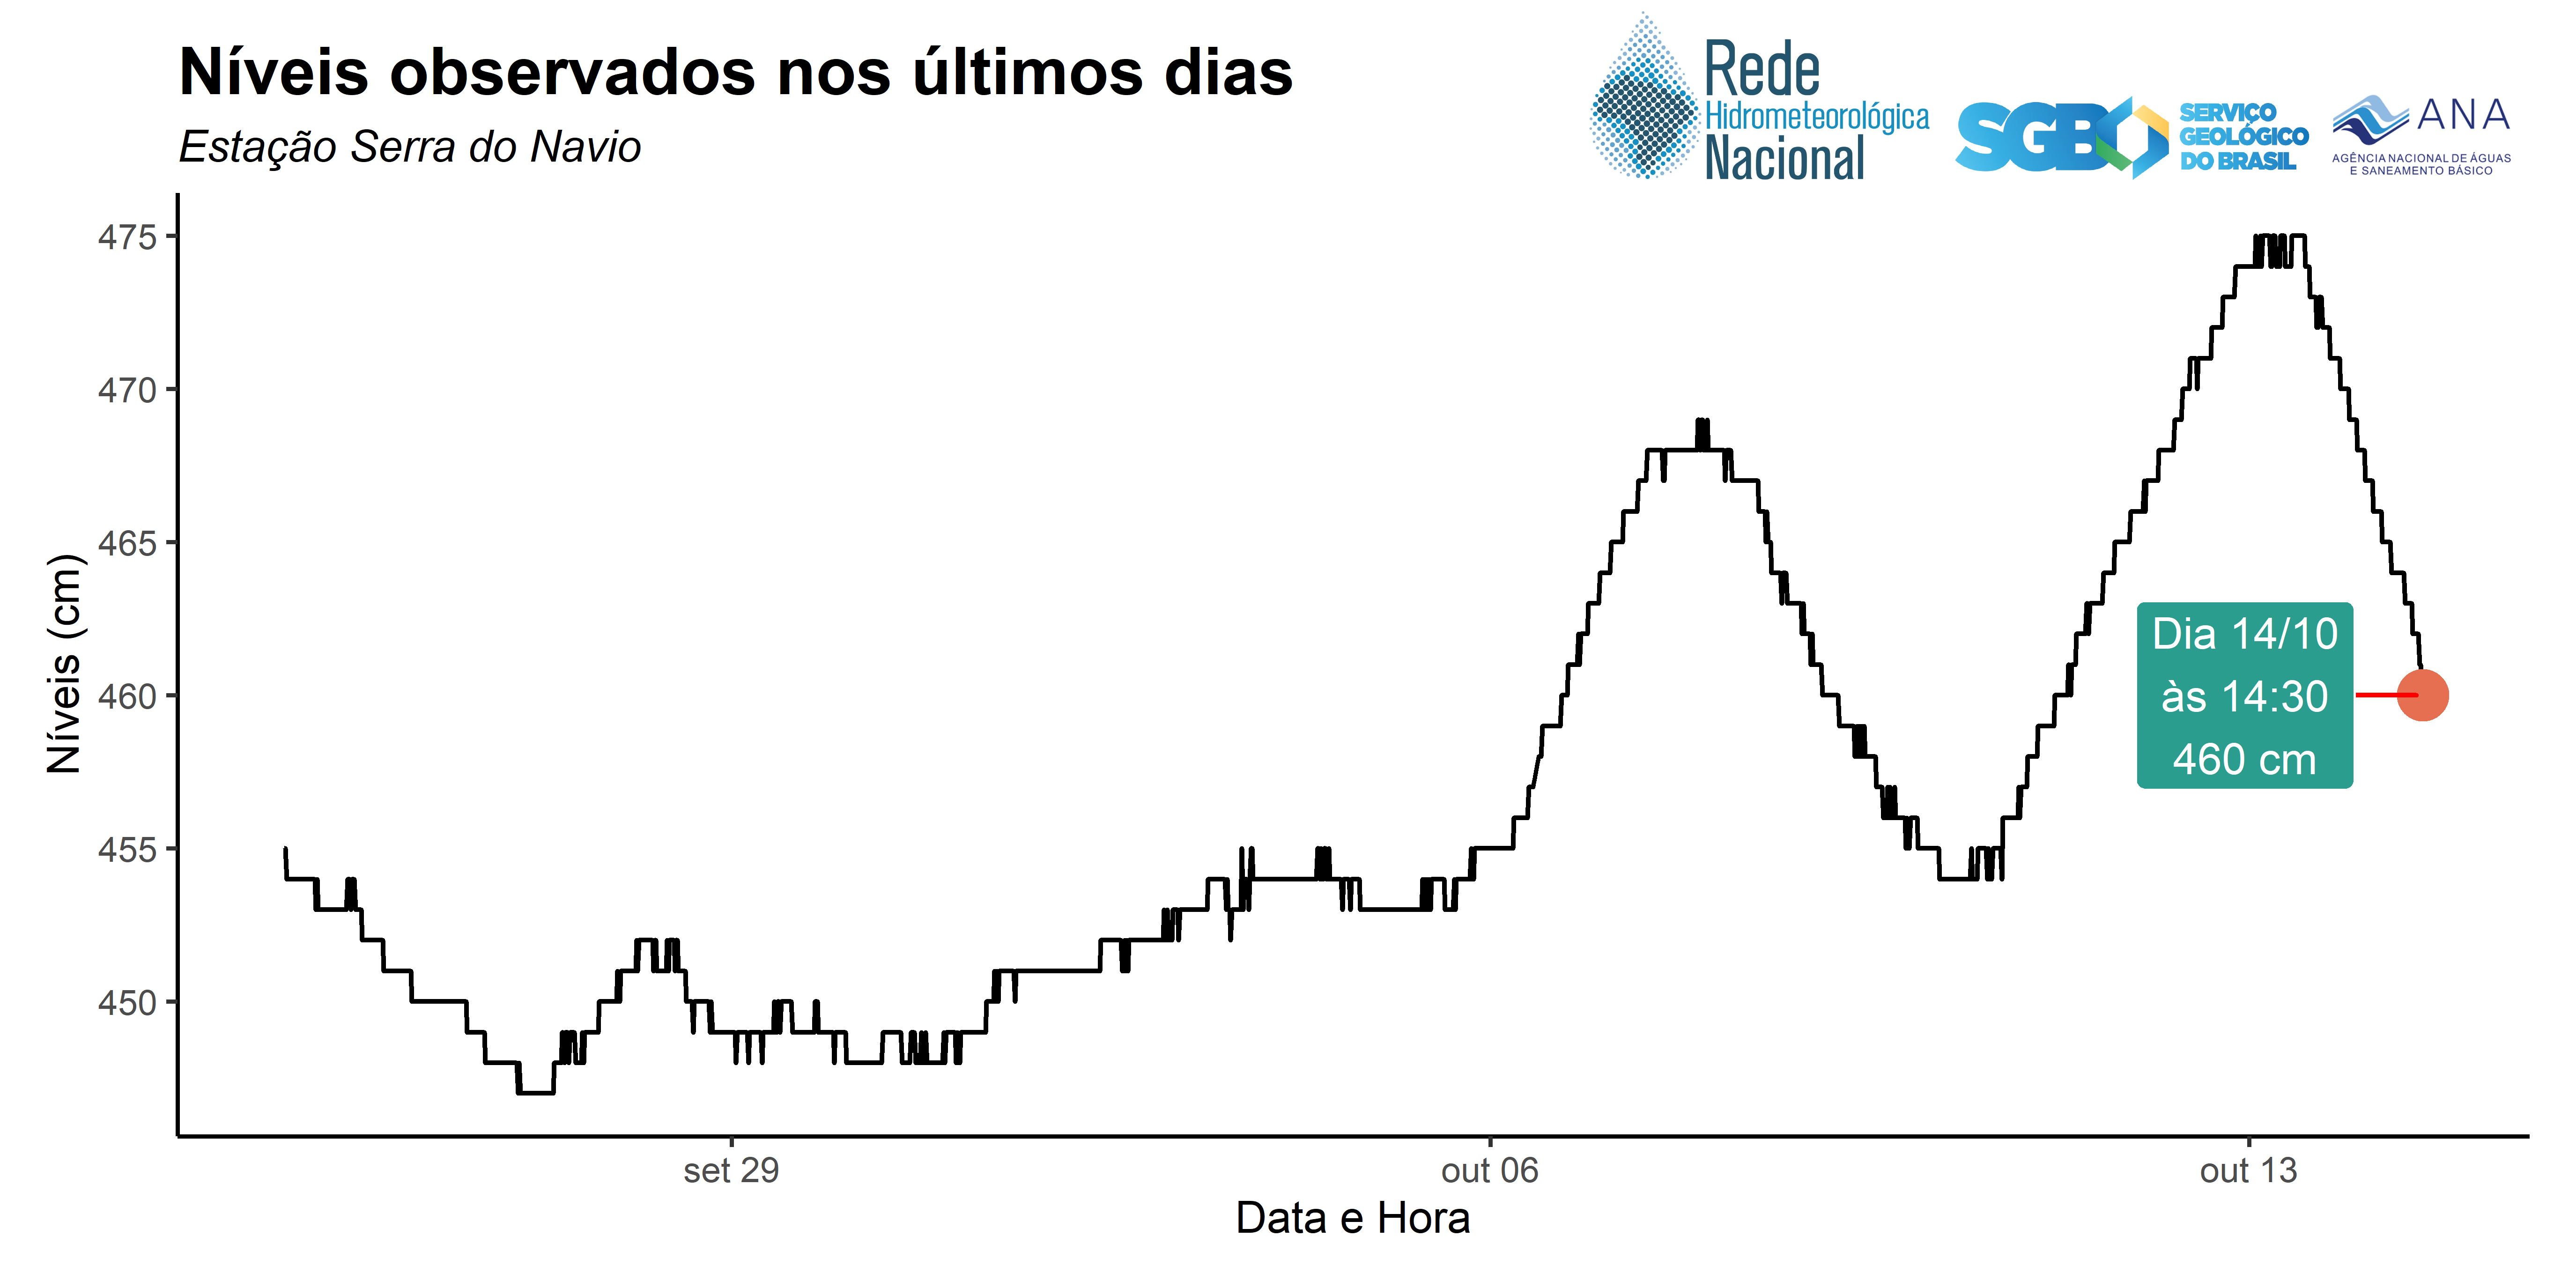 Níveis observados nos últimos dias
Estação Serra do Navio
Rede
Hidrometeorológica
Nacional
SGB
SERVIÇO
GEOLÓGICO
DO BRASIL
ANA
AGÊNCIA NACIONAL DE ÁGUAS
E SANEAMENTO BÁSICO
Níveis (cm)
475
470
465
460
455
450
Dia 14/10
às 14:30
460 cm
set 29
out 06
out 13
Data e Hora